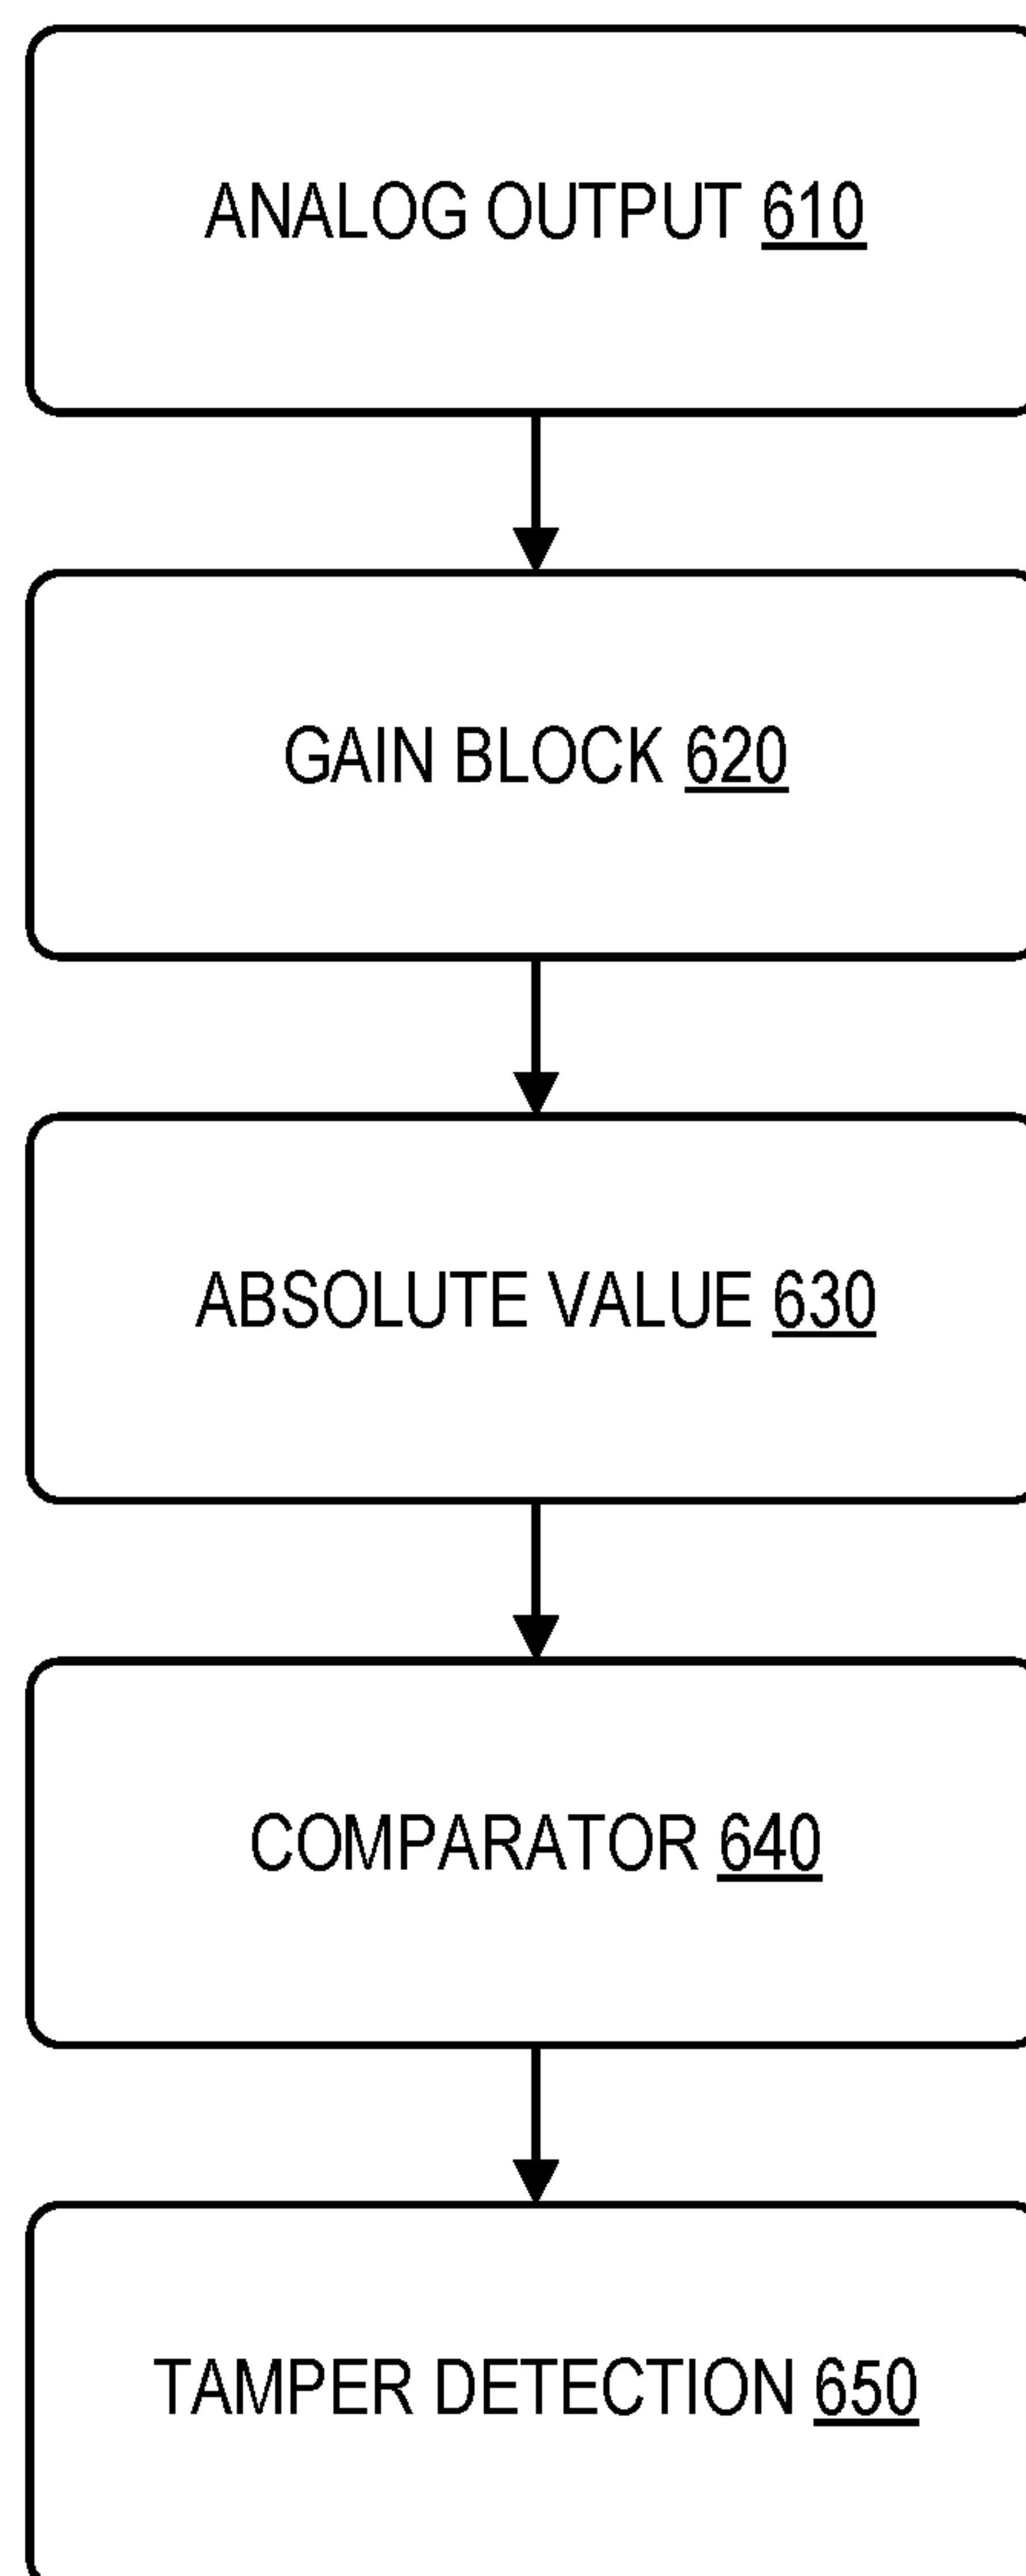 ANALOG OUTPUT 610
GAIN BLOCK 620
ABSOLUTE VALUE 630
COMPARATOR 640
TAMPER DETECTION 650